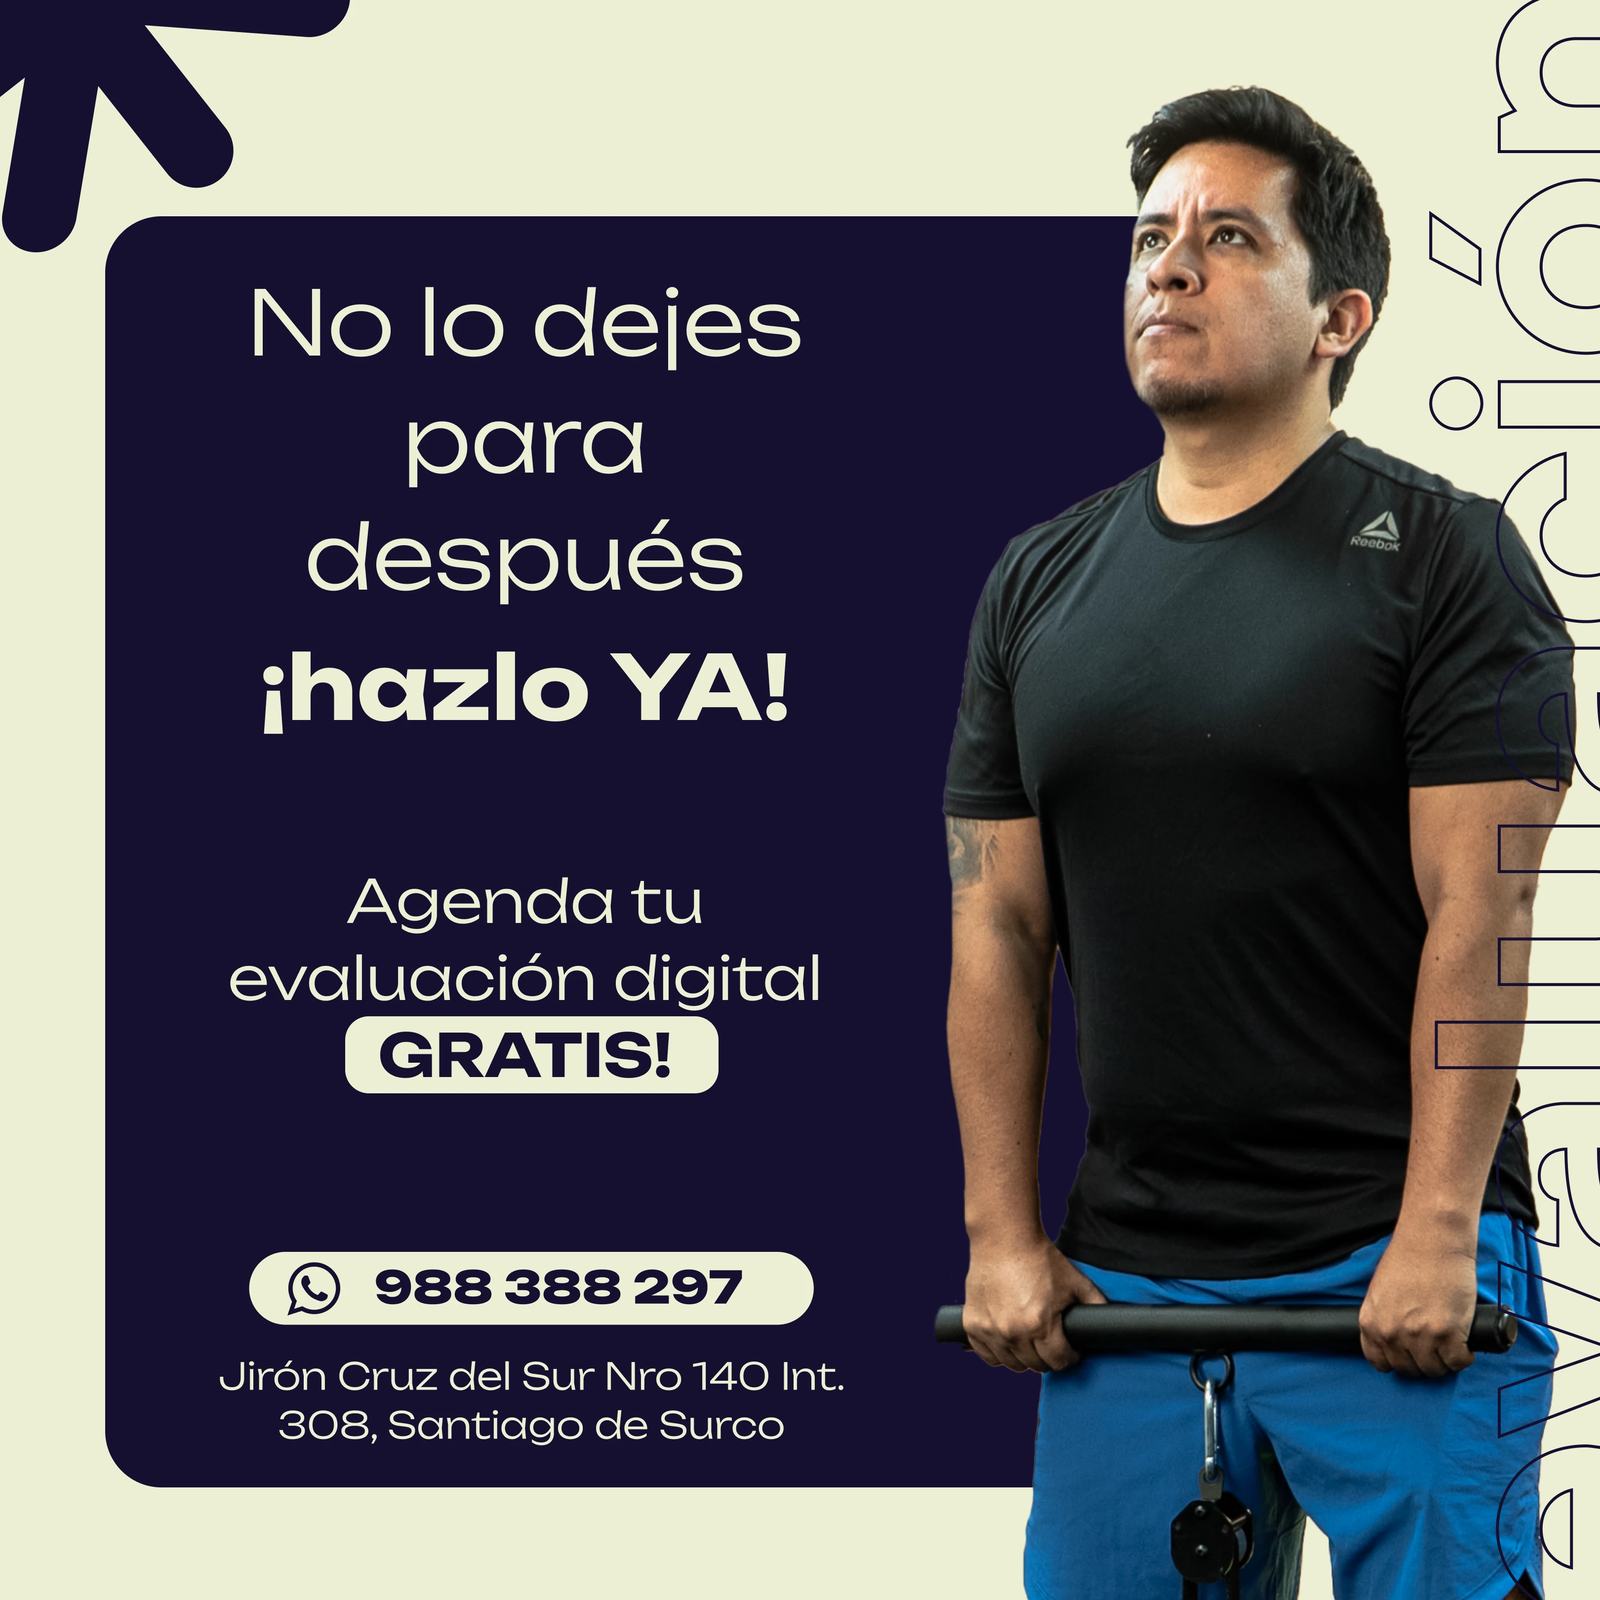 No lo dejes
para
después
¡hazlo YA!
Agenda tu
evaluación digital
GRATIS!
988 388 297
Jirón Cruz del Sur Nro 140 Int.
308, Santiago de Surco
Reebok
evaluación